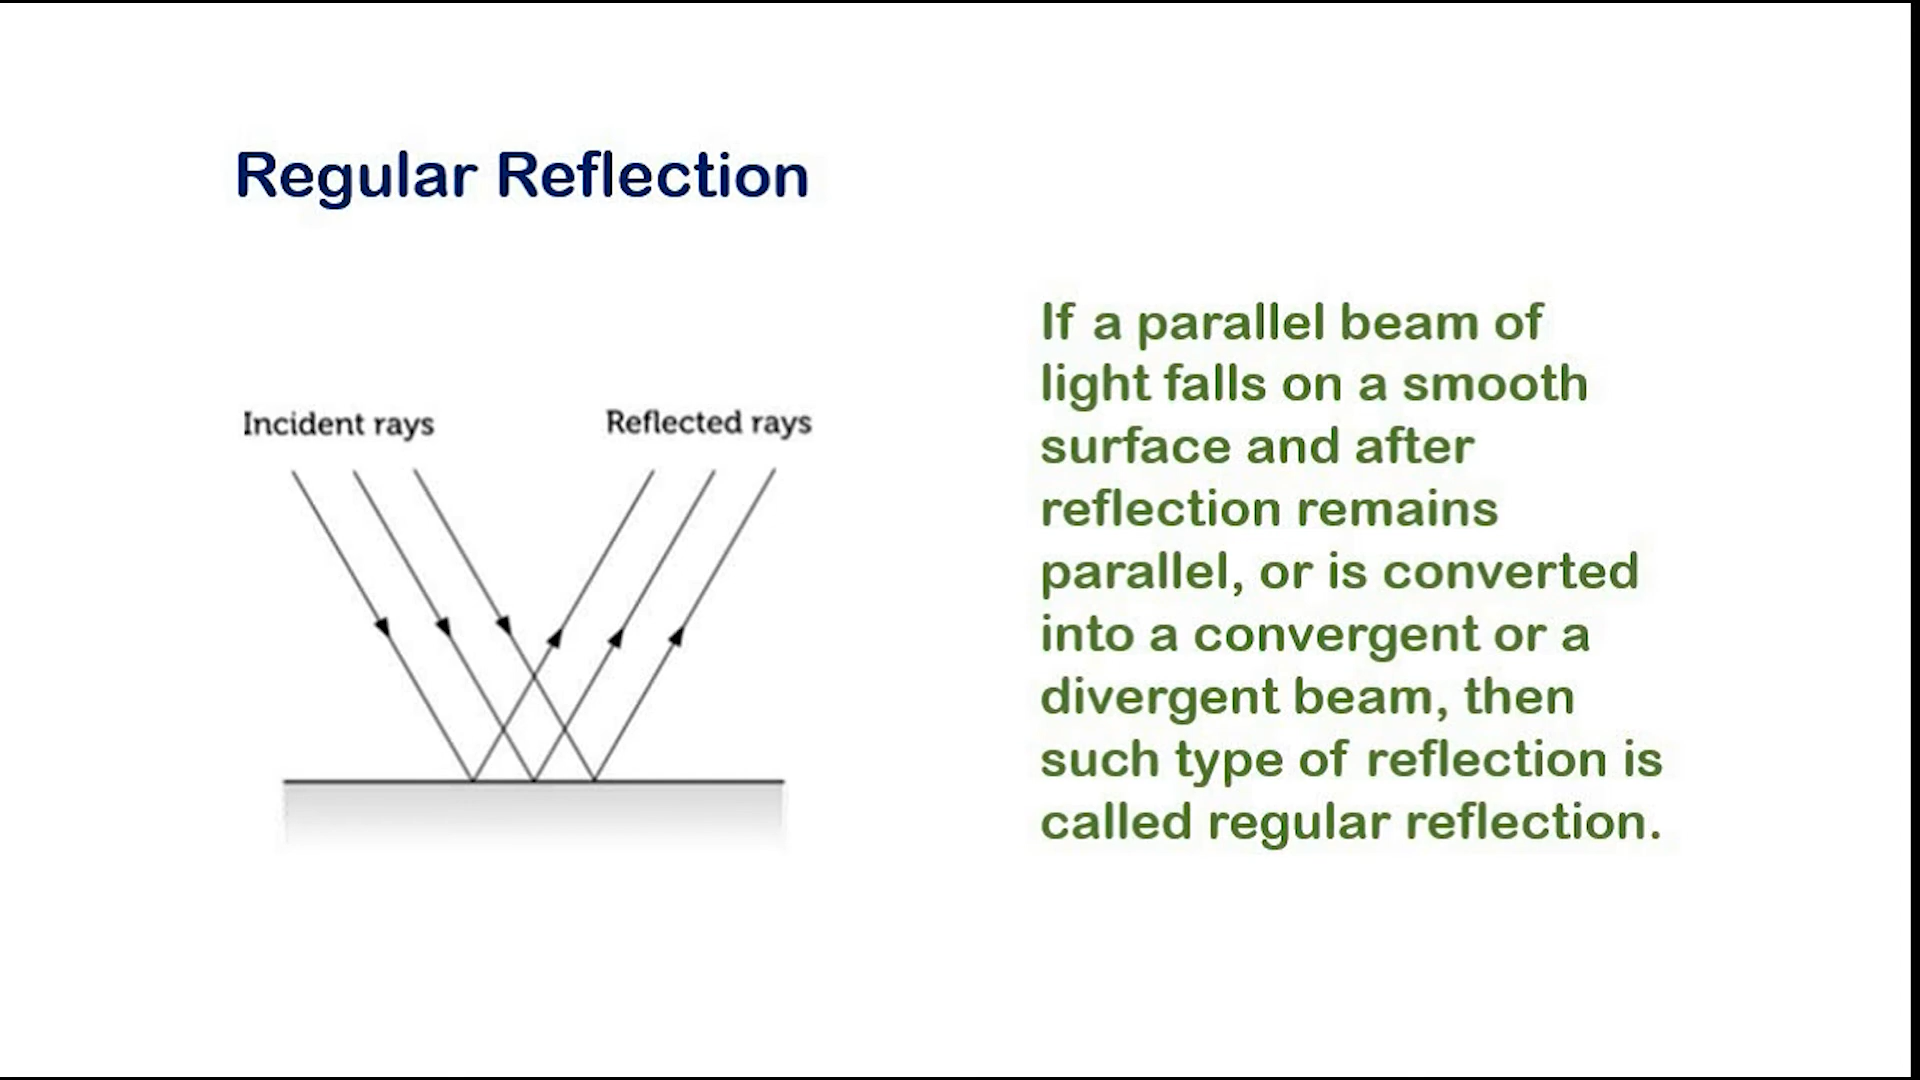 Regular Reflection
Incident rays
Reflected rays
If a parallel beam of
light falls on a smooth
surface and after
reflection remains
parallel, or is converted
into a convergent or a
divergent beam, then
such type of reflection is
called regular reflection.